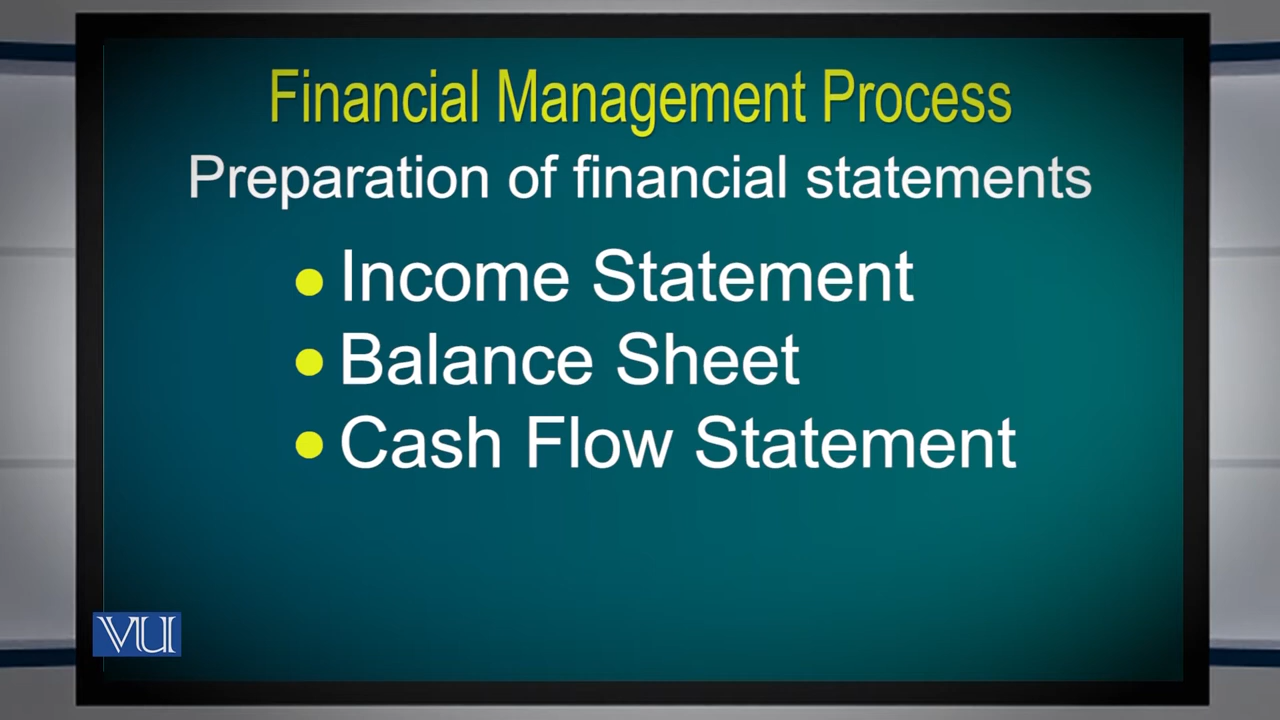 Financial Management Process
Preparation of financial statements
Income Statement
Balance Sheet
Cash Flow Statement
VU